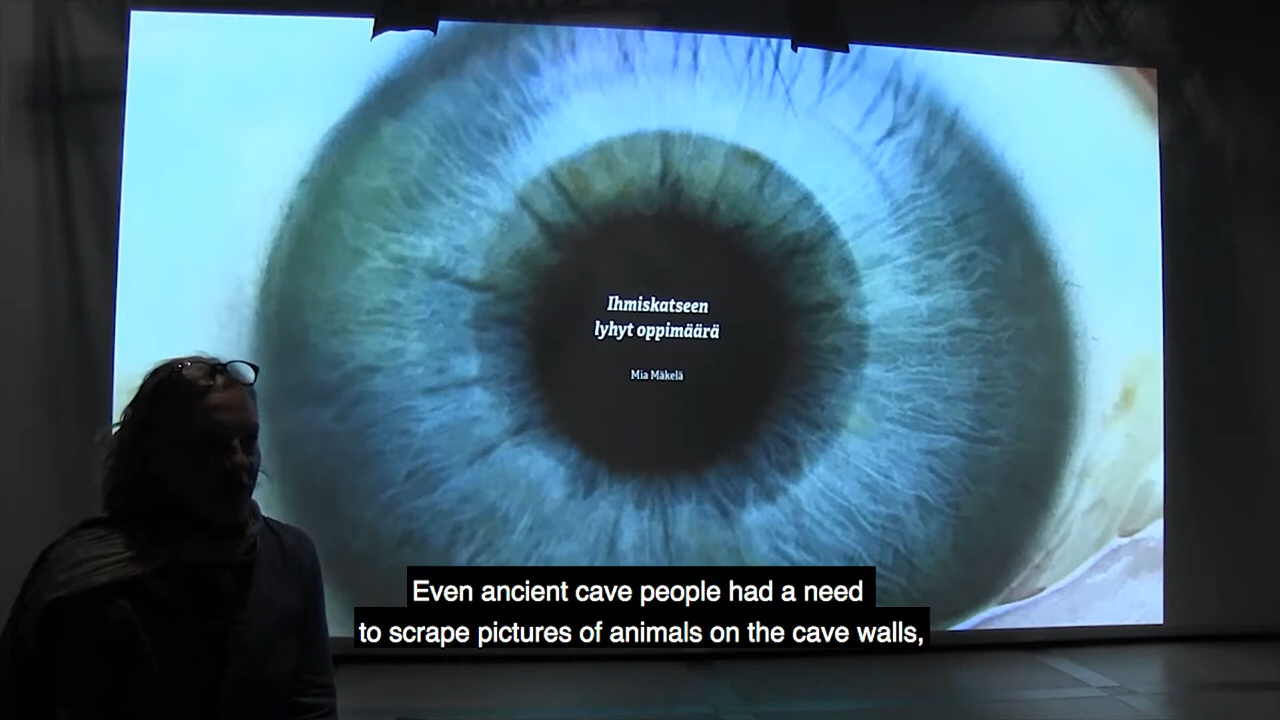 Ihmiskatseen
lyhyt oppimäärä
Mia Mäkelä
Even ancient cave people had a need
to scrape pictures of animals on the cave walls,